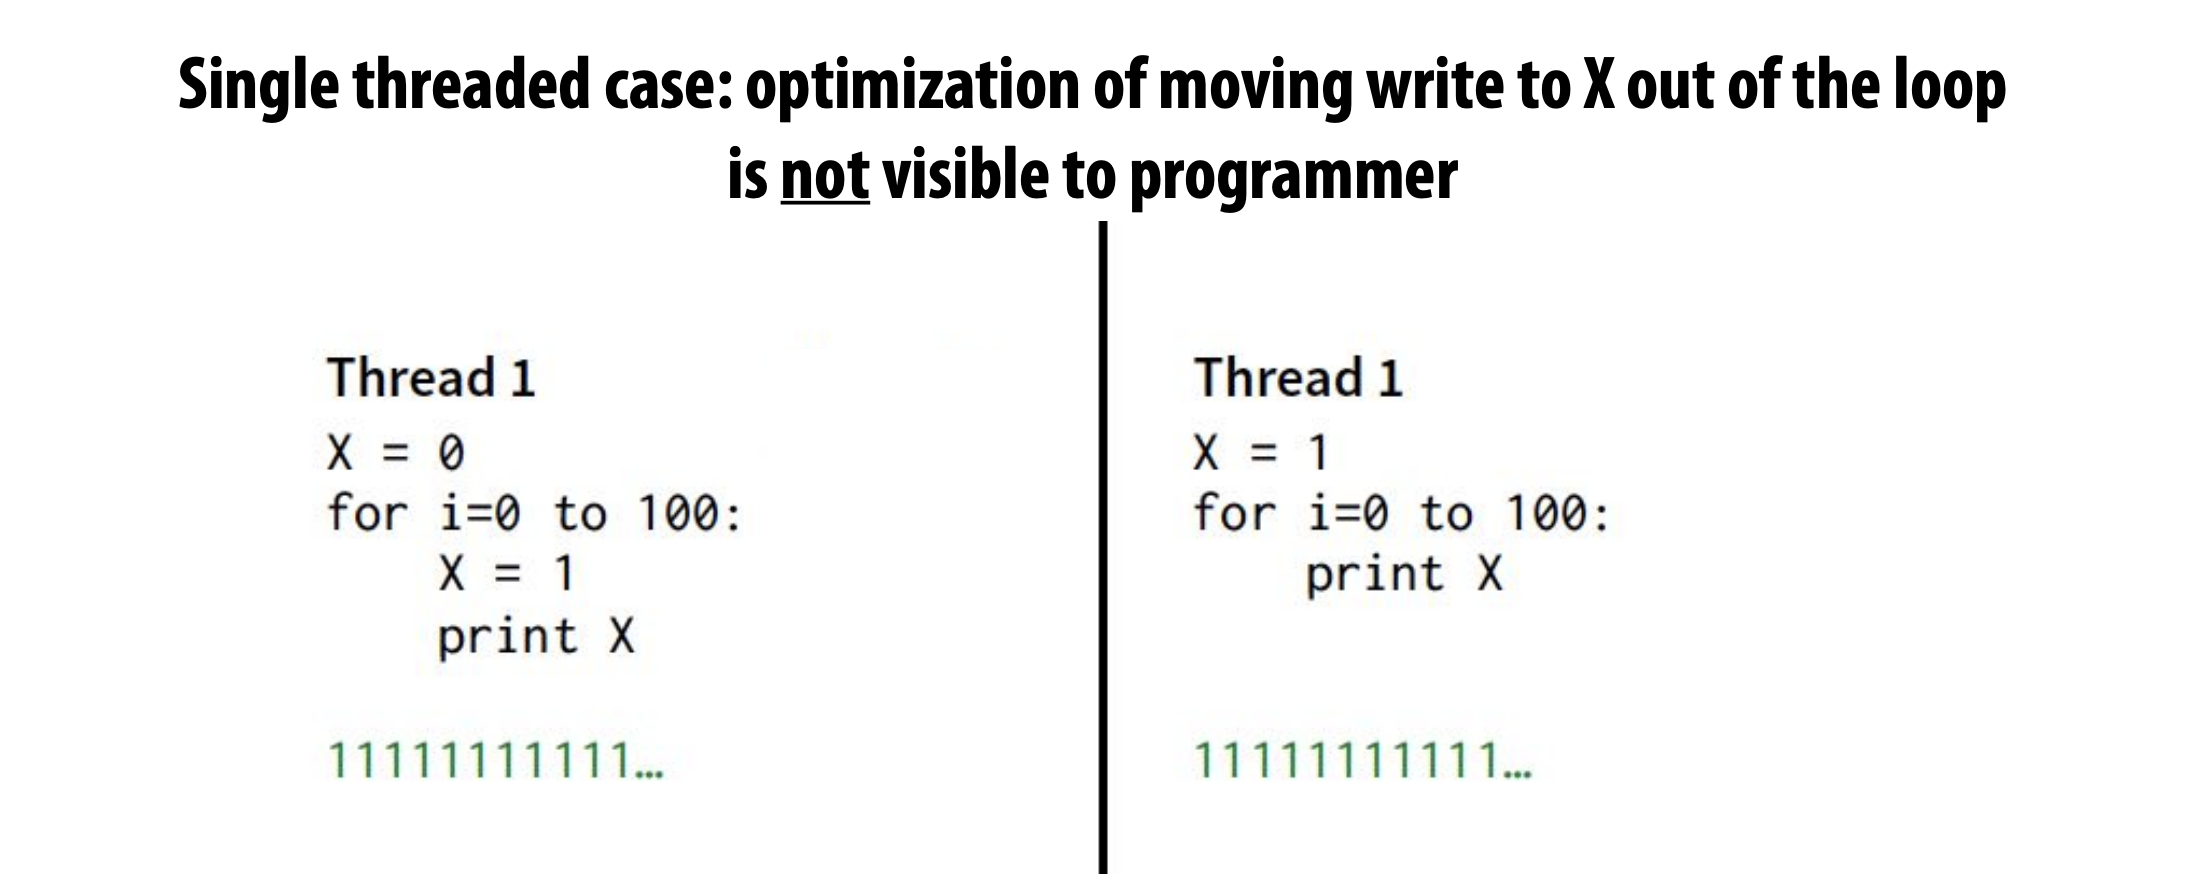 Single threaded case: optimization of moving write to X out of the loop
is not visible to programmer
Thread 1
X = 0
for i=0 to 100:
    X = 1
    print X
11111111111...
Thread 1
X = 1
for i=0 to 100:
    print X
11111111111...